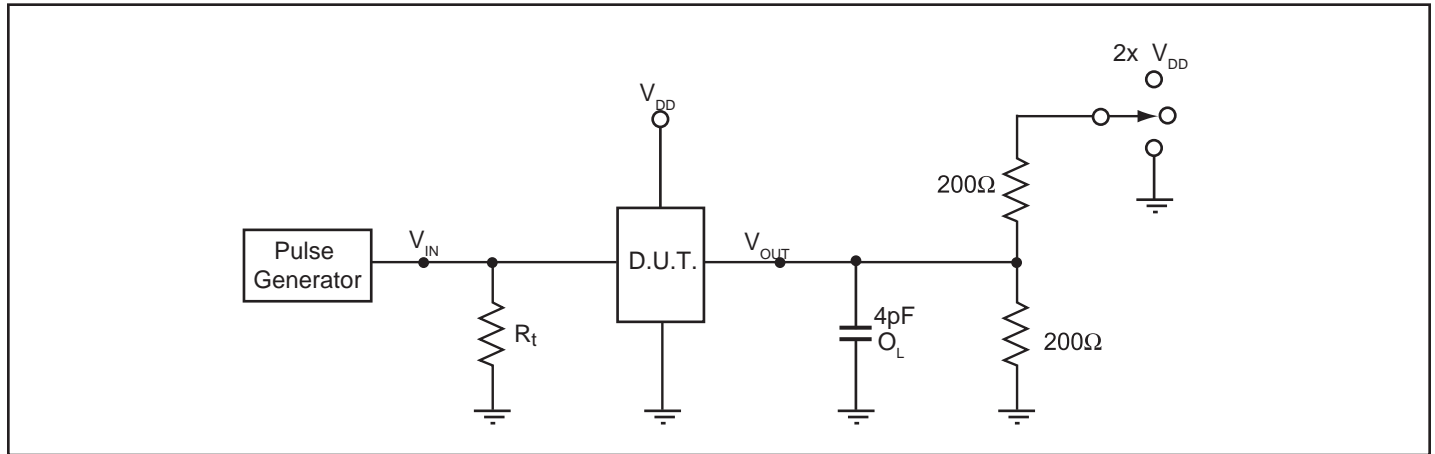 2x V_DD
V_DD
200Ω
Pulse
Generator
V_IN
D.U.T.
V_OUT
R_t
4pF
O_L
200Ω